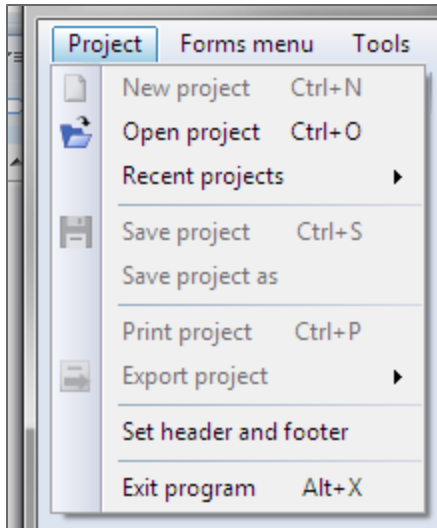 Project Forms menu Tools
New project Ctrl+N
Open project Ctrl+O
Recent projects
Save project Ctrl+S
Save project as
Print project Ctrl+P
Export project
Set header and footer
Exit program Alt+X